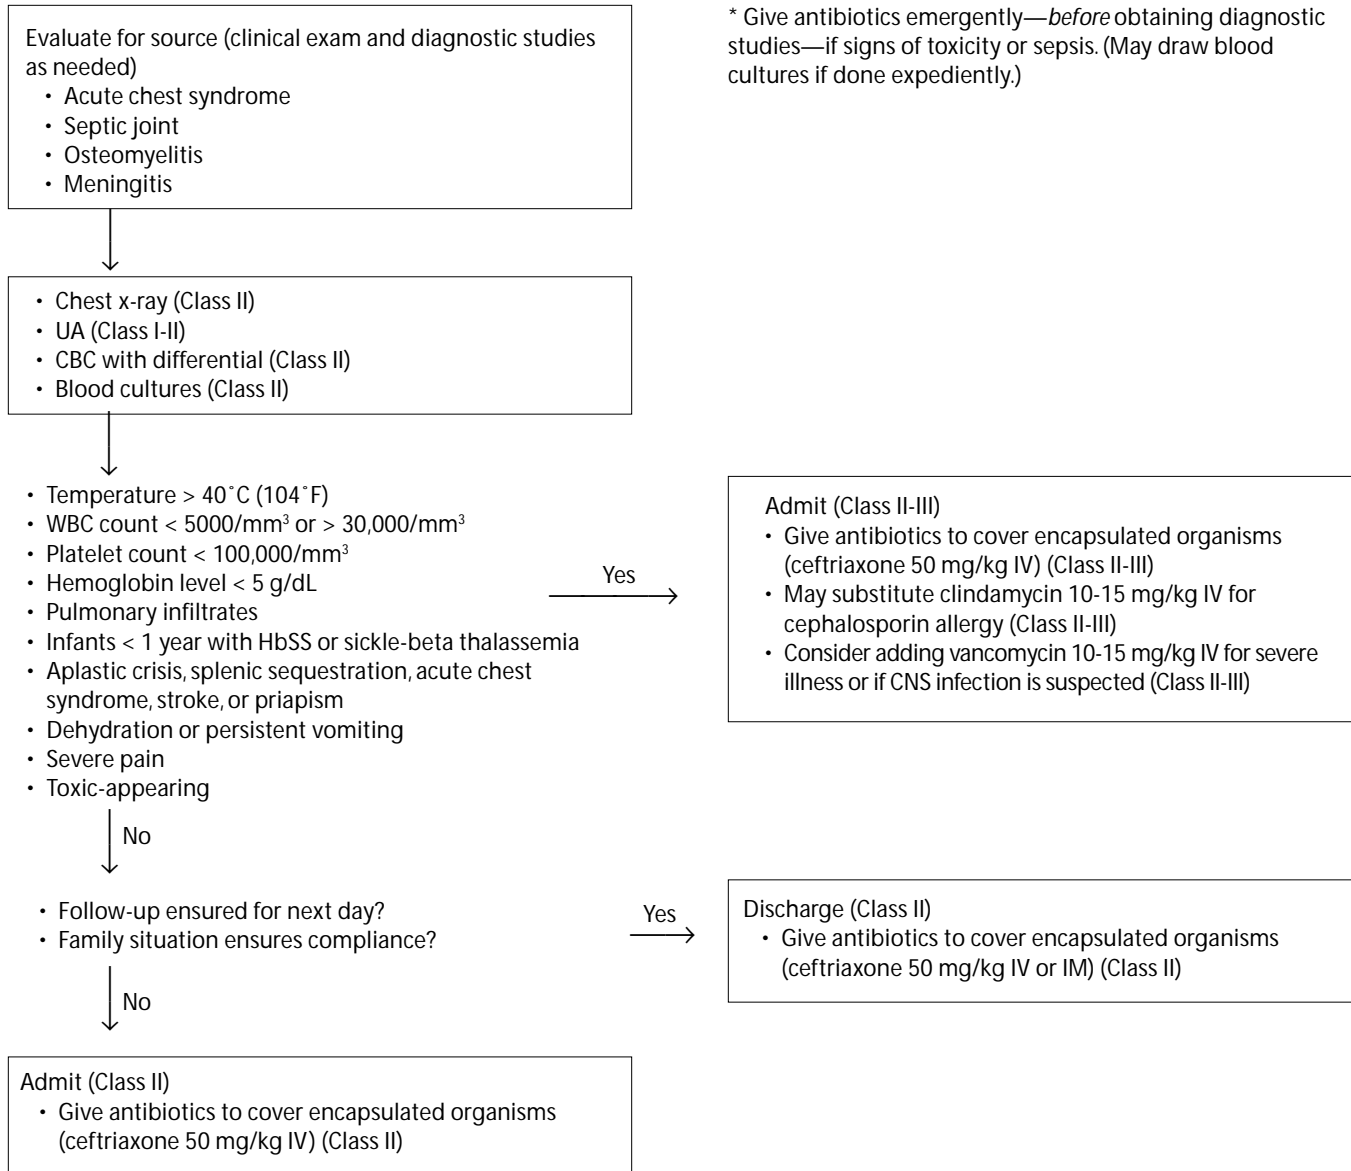 Evaluate for source (clinical exam and diagnostic studies
as needed)
• Acute chest syndrome
• Septic joint
• Osteomyelitis
• Meningitis
* Give antibiotics emergently—before obtaining diagnostic
studies—if signs of toxicity or sepsis. (May draw blood
cultures if done expediently.)
• Chest x-ray (Class II)
• UA (Class I-II)
• CBC with differential (Class II)
• Blood cultures (Class II)
• Temperature > 40˚C (104˚F)
• WBC count < 5000/mm³ or > 30,000/mm³
• Platelet count < 100,000/mm³
• Hemoglobin level < 5 g/dL
• Pulmonary infiltrates
• Infants < 1 year with HbSS or sickle-beta thalassemia
• Aplastic crisis, splenic sequestration, acute chest
syndrome, stroke, or priapism
• Dehydration or persistent vomiting
• Severe pain
• Toxic-appearing
Yes
Admit (Class II-III)
• Give antibiotics to cover encapsulated organisms
(ceftriaxone 50 mg/kg IV) (Class II-III)
• May substitute clindamycin 10-15 mg/kg IV for
cephalosporin allergy (Class II-III)
• Consider adding vancomycin 10-15 mg/kg IV for severe
illness or if CNS infection is suspected (Class II-III)
No
• Follow-up ensured for next day?
• Family situation ensures compliance?
Yes
Discharge (Class II)
• Give antibiotics to cover encapsulated organisms
(ceftriaxone 50 mg/kg IV or IM) (Class II)
No
Admit (Class II)
• Give antibiotics to cover encapsulated organisms
(ceftriaxone 50 mg/kg IV) (Class II)